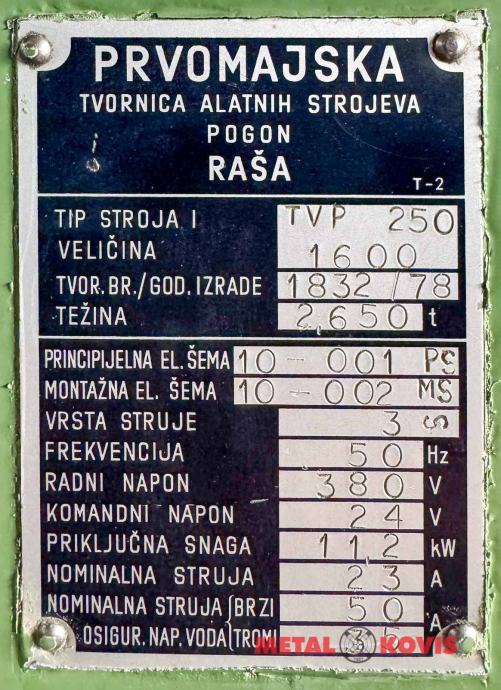 PRVOMAJSKA
TVORNICA ALATNIH STROJEVA
POGON
RAŠA
T-2
TIP STROJA I TVP 250
VELIČINA 1600
TVOR. BR./GOD. IZRADE 1832/78
TEŽINA 2,650 t
PRINCIPIJELNA EL. ŠEMA 10-001 PS
MONTAŽNA EL. ŠEMA 10-002 MS
VRSTA STRUJE 3 S
FREKVENCIJA 50 Hz
RADNI NAPON 380 V
KOMANDNI NAPON 24 V
PRIKLJUČNA SNAGA 11,2 kW
NOMINALNA STRUJA 23 A
NOMINALNA STRUJA BRZI 50 A
OSIGUR. NAP. VODA TROMI
METAL KOVIS